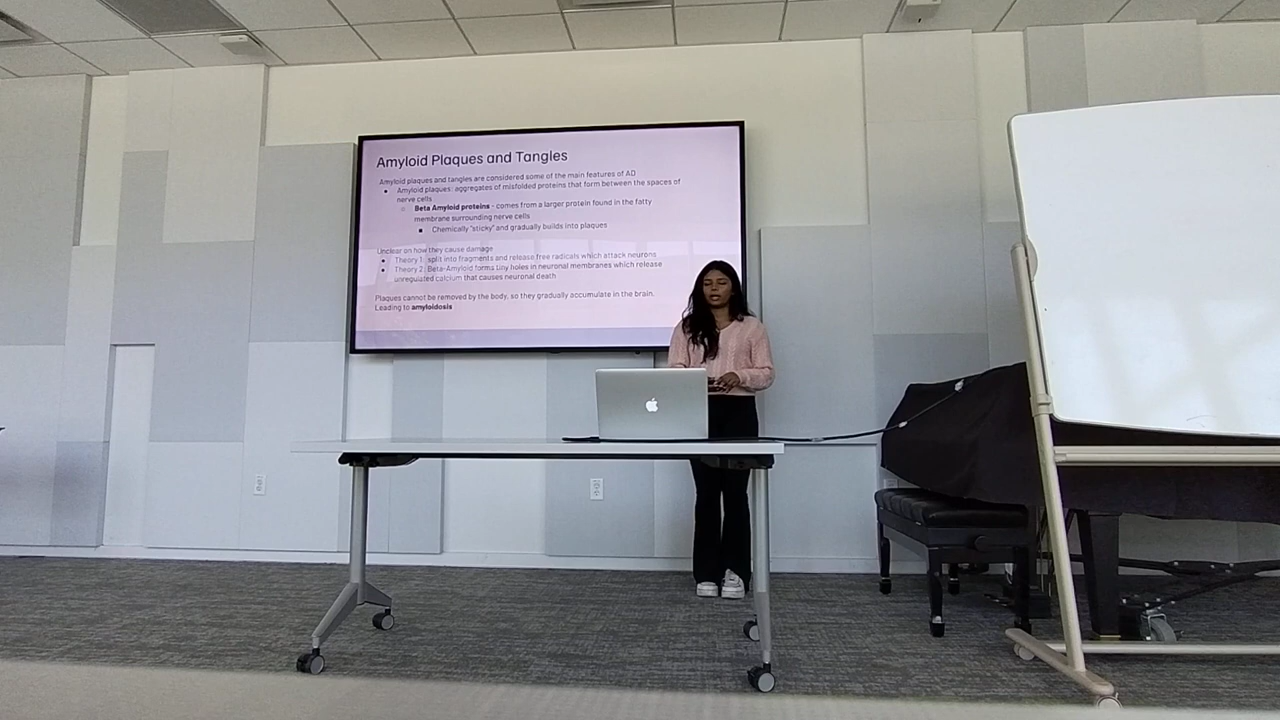 Amyloid Plaques and Tangles
Amyloid plaques and tangles are considered some of the main features of AD
Amyloid plaques: aggregates of misfolded proteins that form between the spaces of
nerve cells
Beta Amyloid proteins - comes from a larger protein found in the fatty
membrane surrounding nerve cells
Chemically "sticky" and gradually builds into plaques
Unclear on how they cause damage
Theory 1: split into fragments and release free radicals which attack neurons
Theory 2: Beta-Amyloid forms tiny holes in neuronal membranes which release
unregulated calcium that causes neuronal death
Plaques cannot be removed by the body, so they gradually accumulate in the brain.
Leading to amyloidosis